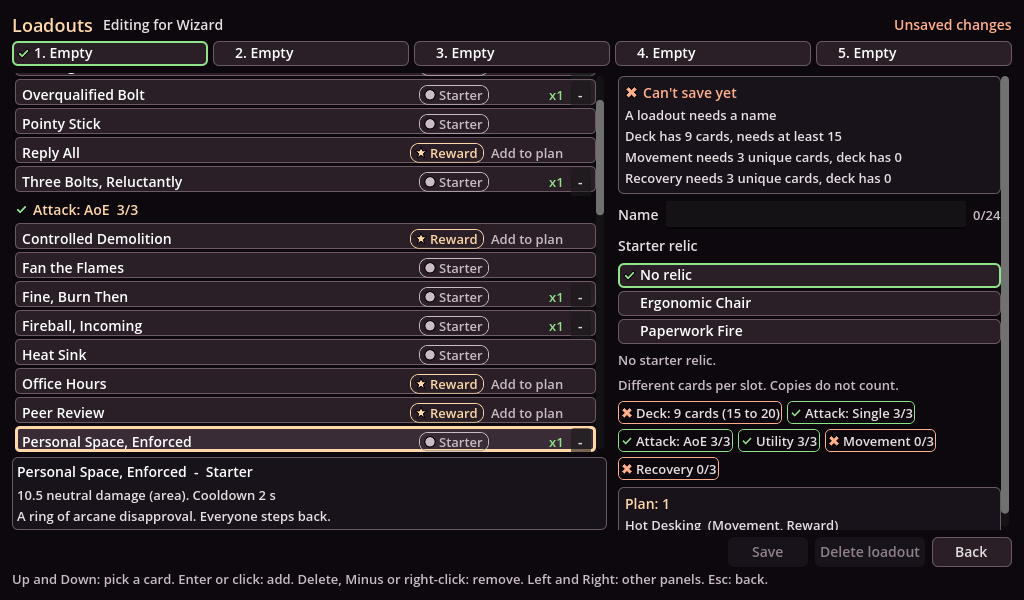 Loadouts Editing for Wizard Unsaved changes
1. Empty 2. Empty 3. Empty 4. Empty 5. Empty
Overqualified Bolt Starter x1 -
Pointy Stick Starter
Reply All Reward Add to plan
Three Bolts, Reluctantly Starter x1 -
Attack: AoE 3/3
Controlled Demolition Reward Add to plan
Fan the Flames Starter
Fine, Burn Then Starter x1 -
Fireball, Incoming Starter x1 -
Heat Sink Starter
Office Hours Reward Add to plan
Peer Review Reward Add to plan
Personal Space, Enforced Starter x1 -
Personal Space, Enforced - Starter
10.5 neutral damage (area). Cooldown 2 s
A ring of arcane disapproval. Everyone steps back.
Can't save yet
A loadout needs a name
Deck has 9 cards, needs at least 15
Movement needs 3 unique cards, deck has 0
Recovery needs 3 unique cards, deck has 0
Name 0/24
Starter relic
No relic
Ergonomic Chair
Paperwork Fire
No starter relic.
Different cards per slot. Copies do not count.
Deck: 9 cards (15 to 20) Attack: Single 3/3
Attack: AoE 3/3 Utility 3/3 Movement 0/3
Recovery 0/3
Plan: 1
Hot Desking (Movement, Reward)
Save Delete loadout Back
Up and Down: pick a card. Enter or click: add. Delete, Minus or right-click: remove. Left and Right: other panels. Esc: back.